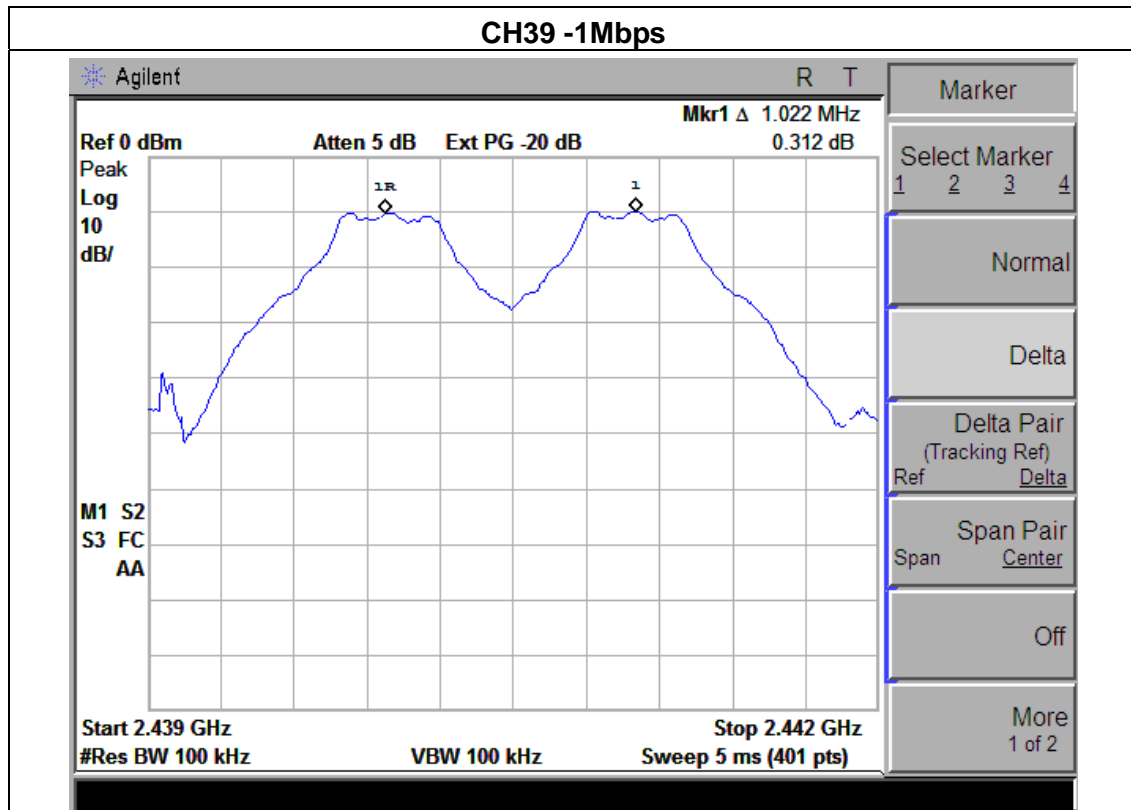 CH39 -1Mbps
Agilent R T
Mkr1 Δ 1.022 MHz
Ref 0 dBm Atten 5 dB Ext PG -20 dB 0.312 dB
Peak
Log
10
dB/
1R
1
M1 S2
S3 FC
AA
Start 2.439 GHz Stop 2.442 GHz
#Res BW 100 kHz VBW 100 kHz Sweep 5 ms (401 pts)
Marker
Select Marker
1 2 3 4
Normal
Delta
Delta Pair
(Tracking Ref)
Ref Delta
Span Pair
Span Center
Off
More
1 of 2